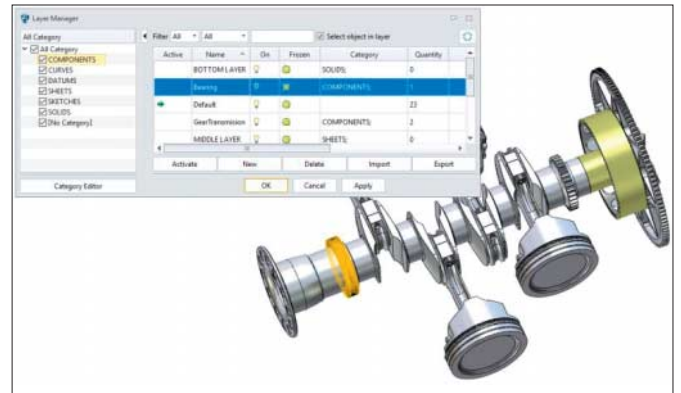 Layer Manager
All Category
Filter All All Select object in layer
All Category
COMPONENTS
CURVES
DATUMS
SHEETS
SKETCHES
SOLIDS
[No Category]
Active Name On Frozen Category Quantity
BOTTOM LAYER SOLIDS; 0
Bearing COMPONENTS; 1
Default 23
GearTransmission COMPONENTS; 2
MIDDLE LAYER SHEETS; 0
Activate New Delete Import Export
Category Editor OK Cancel Apply